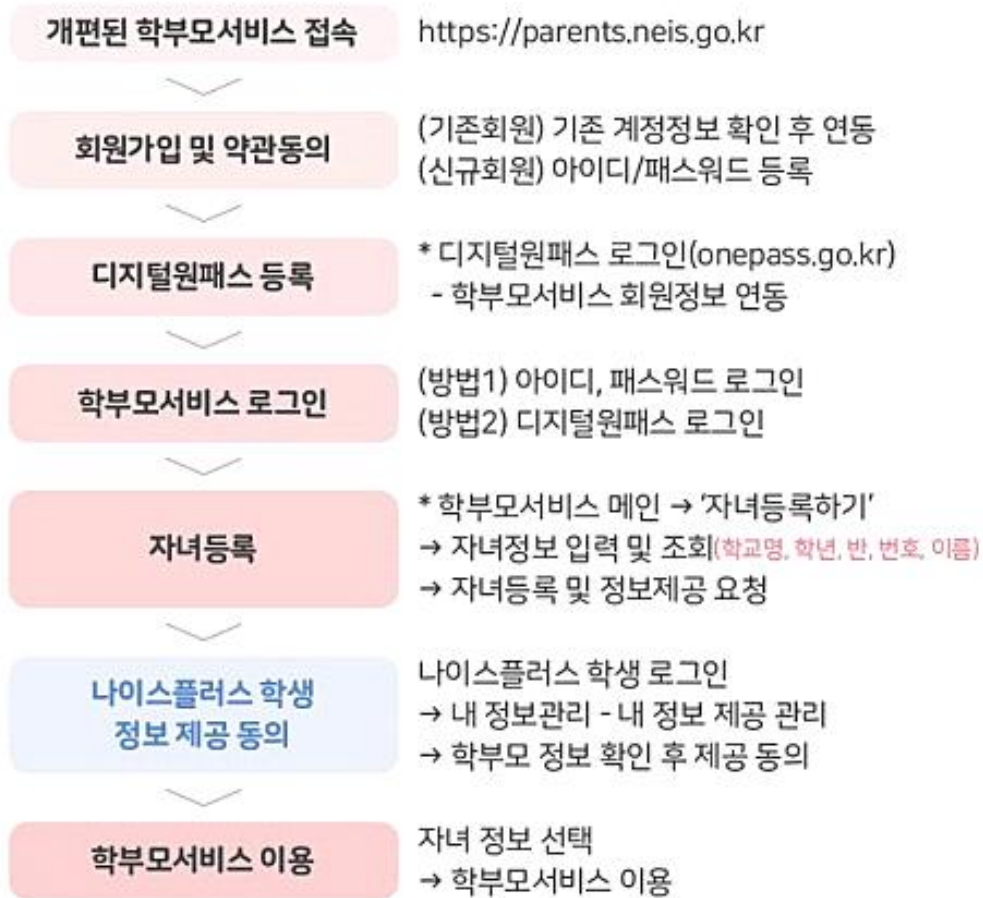 개편된 학부모서비스 접속
https://parents.neis.go.kr
회원가입 및 약관동의
(기존회원) 기존 계정정보 확인 후 연동
(신규회원) 아이디/패스워드 등록
디지털원패스 등록
* 디지털원패스 로그인(onepass.go.kr)
- 학부모서비스 회원정보 연동
학부모서비스 로그인
(방법1) 아이디, 패스워드 로그인
(방법2) 디지털원패스 로그인
자녀등록
* 학부모서비스 메인 → ‘자녀등록하기’
→ 자녀정보 입력 및 조회(학교명, 학년, 반, 번호, 이름)
→ 자녀등록 및 정보제공 요청
나이스플러스 학생
정보 제공 동의
나이스플러스 학생 로그인
→ 내 정보관리 - 내 정보 제공 관리
→ 학부모 정보 확인 후 제공 동의
학부모서비스 이용
자녀 정보 선택
→ 학부모서비스 이용